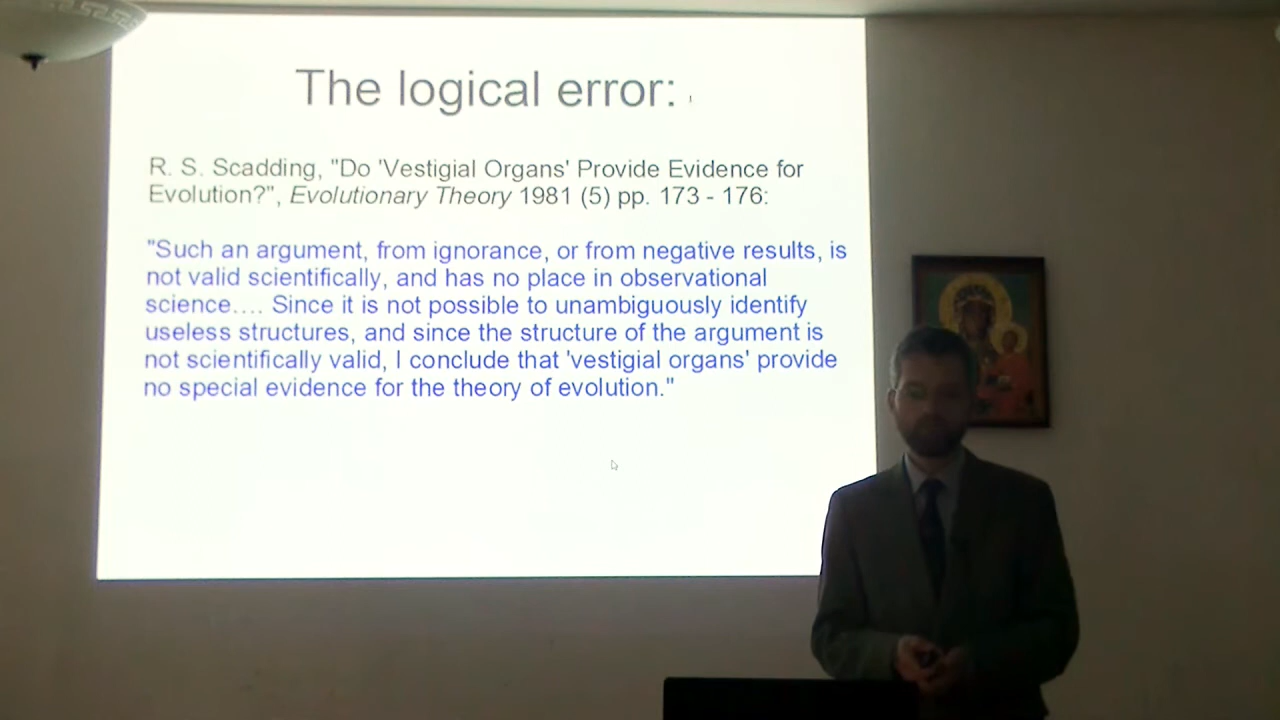 The logical error:
R. S. Scadding, "Do 'Vestigial Organs' Provide Evidence for
Evolution?", Evolutionary Theory 1981 (5) pp. 173 - 176:
"Such an argument, from ignorance, or from negative results, is
not valid scientifically, and has no place in observational
science.... Since it is not possible to unambiguously identify
useless structures, and since the structure of the argument is
not scientifically valid, I conclude that 'vestigial organs' provide
no special evidence for the theory of evolution."